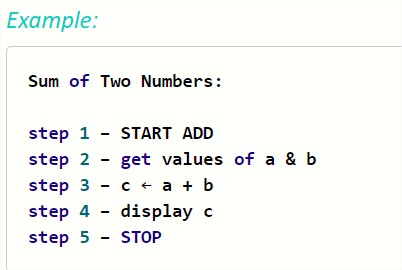 Example:
Sum of Two Numbers:
step 1 – START ADD
step 2 – get values of a & b
step 3 – c ← a + b
step 4 – display c
step 5 – STOP